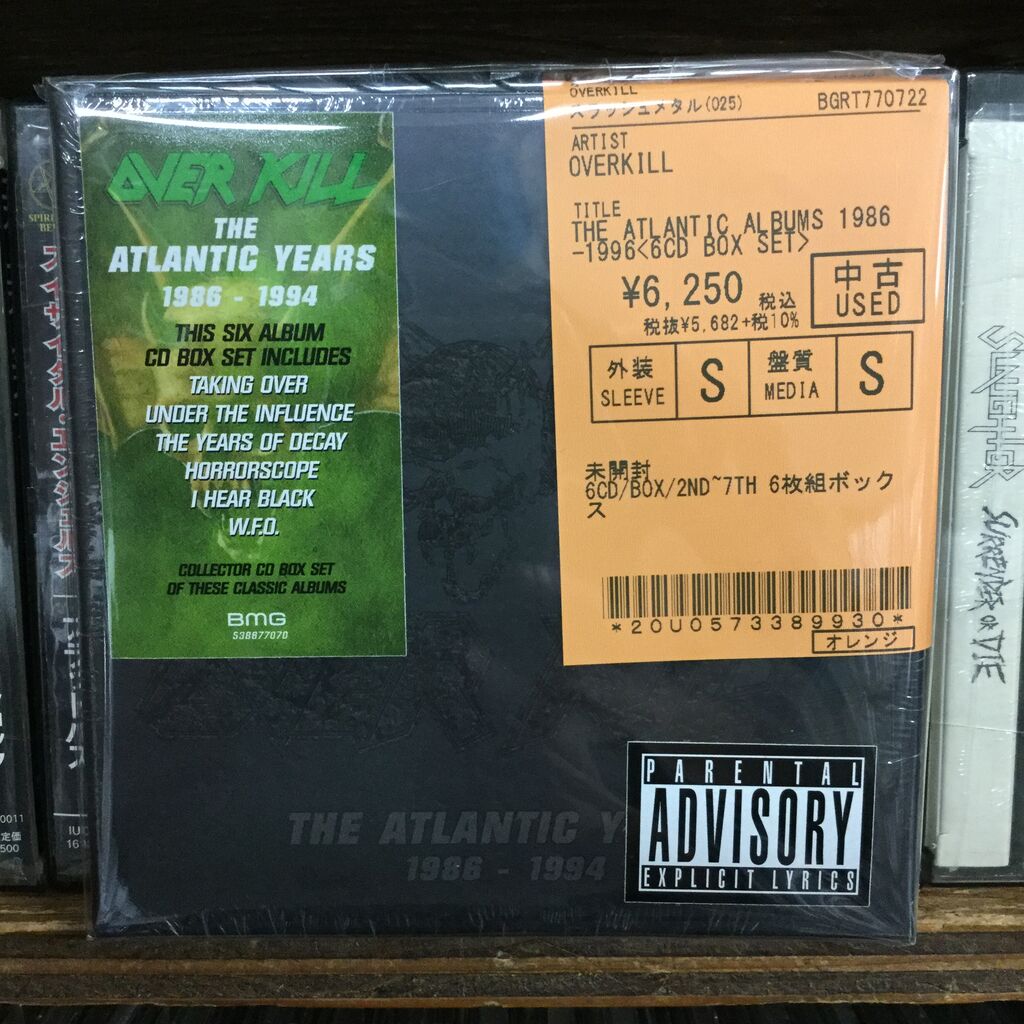 OVER KILL
THE
ATLANTIC YEARS
1986 - 1994
THIS SIX ALBUM
CD BOX SET INCLUDES
TAKING OVER
UNDER THE INFLUENCE
THE YEARS OF DECAY
HORRORSCOPE
I HEAR BLACK
W.F.O.
COLLECTOR CD BOX SET
OF THESE CLASSIC ALBUMS
BMG
538877070
OVERKILL
スラッシュメタル(025) BGRT770722
ARTIST
OVERKILL
TITLE
THE ATLANTIC ALBUMS 1986
-1996<6CD BOX SET>
¥6,250 税込
税抜¥5,682+税10%
中古
USED
外装
SLEEVE
S
盤質
MEDIA
S
未開封
6CD/BOX/2ND~7TH 6枚組ボック
ス
*20U0573389930*
オレンジ
THE ATLANTIC Y
1986 - 1994
PARENTAL
ADVISORY
EXPLICIT LYRICS
SLAUGHTER
SURRENDER OR DIE